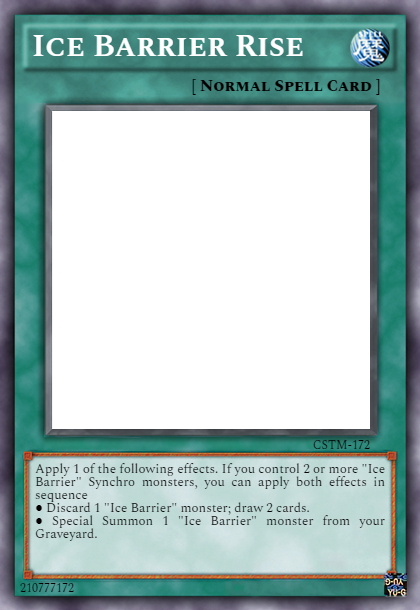 ICE BARRIER RISE
魔
[ NORMAL SPELL CARD ]
CSTM-172
Apply 1 of the following effects. If you control 2 or more "Ice
Barrier" Synchro monsters, you can apply both effects in
sequence
● Discard 1 "Ice Barrier" monster; draw 2 cards.
● Special Summon 1 "Ice Barrier" monster from your
Graveyard.
210777172